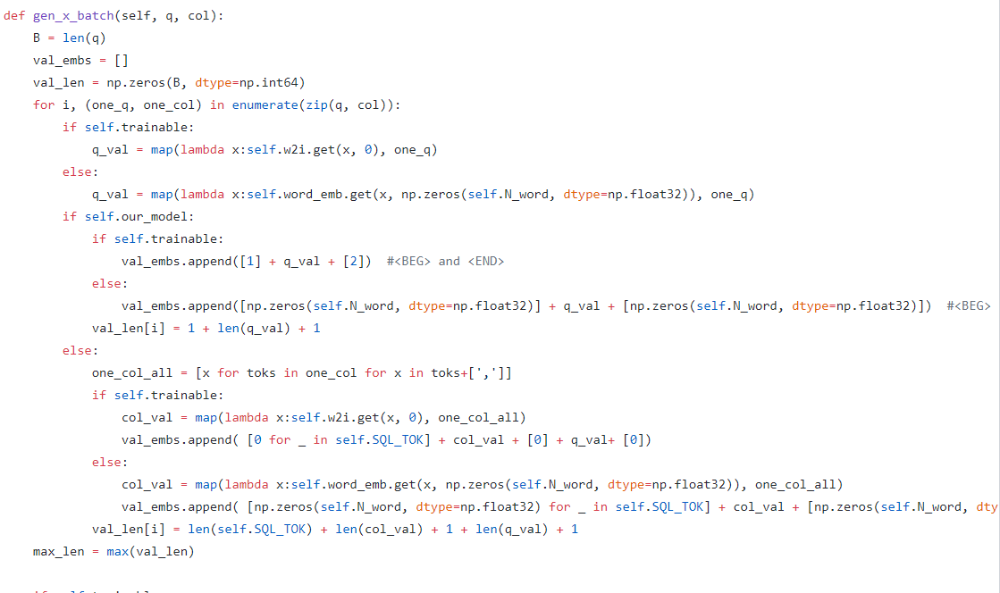 def gen_x_batch(self, q, col):
    B = len(q)
    val_embs = []
    val_len = np.zeros(B, dtype=np.int64)
    for i, (one_q, one_col) in enumerate(zip(q, col)):
        if self.trainable:
            q_val = map(lambda x:self.w2i.get(x, 0), one_q)
        else:
            q_val = map(lambda x:self.word_emb.get(x, np.zeros(self.N_word, dtype=np.float32)), one_q)
        if self.our_model:
            if self.trainable:
                val_embs.append([1] + q_val + [2])  #<BEG> and <END>
            else:
                val_embs.append([np.zeros(self.N_word, dtype=np.float32)] + q_val + [np.zeros(self.N_word, dtype=np.float32)])  #<BEG>
            val_len[i] = 1 + len(q_val) + 1
        else:
            one_col_all = [x for toks in one_col for x in toks+[',']]
            if self.trainable:
                col_val = map(lambda x:self.w2i.get(x, 0), one_col_all)
                val_embs.append( [0 for _ in self.SQL_TOK] + col_val + [0] + q_val+ [0])
            else:
                col_val = map(lambda x:self.word_emb.get(x, np.zeros(self.N_word, dtype=np.float32)), one_col_all)
                val_embs.append( [np.zeros(self.N_word, dtype=np.float32) for _ in self.SQL_TOK] + col_val + [np.zeros(self.N_word, dty
            val_len[i] = len(self.SQL_TOK) + len(col_val) + 1 + len(q_val) + 1
    max_len = max(val_len)